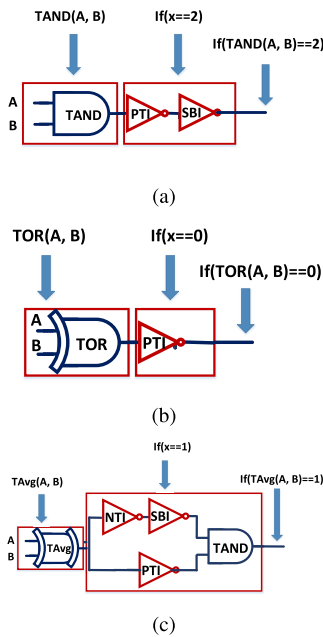 TAND(A, B)
If(x==2)
If(TAND(A, B)==2)
A
B
TAND
PTI
SBI
(a)
TOR(A, B)
If(x==0)
If(TOR(A, B)==0)
A
B
TOR
PTI
(b)
If(x==1)
TAvg(A, B)
If(TAvg(A, B)==1)
NTI
SBI
A
B
TAvg
TAND
PTI
(c)